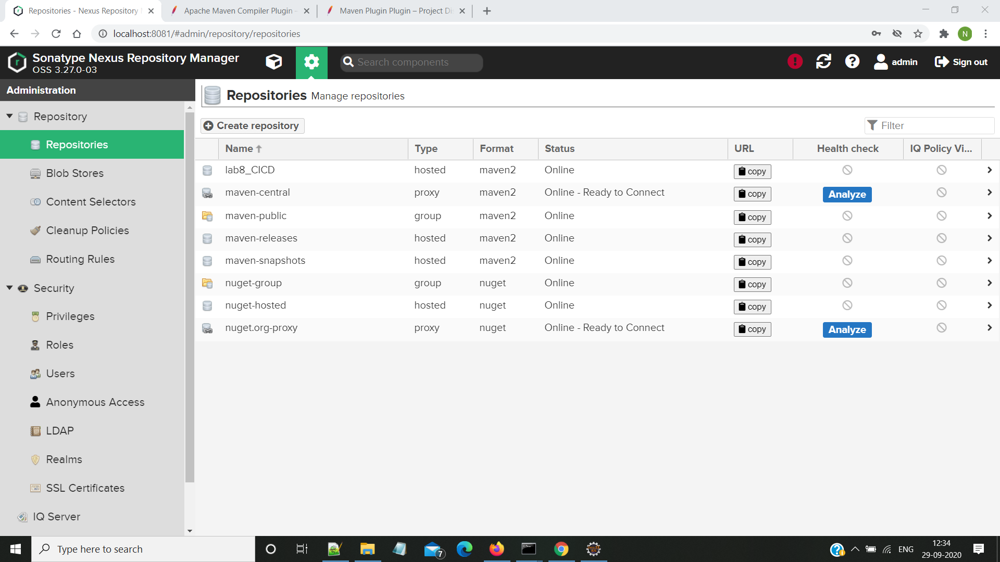 Repositories - Nexus Repository
Apache Maven Compiler Plugin -
Maven Plugin Plugin – Project Di
localhost:8081/#admin/repository/repositories
N
Sonatype Nexus Repository Manager
OSS 3.27.0-03
Search components
admin
Sign out
Administration
Repository
Repositories
Blob Stores
Content Selectors
Cleanup Policies
Routing Rules
Security
Privileges
Roles
Users
Anonymous Access
LDAP
Realms
SSL Certificates
IQ Server
Repositories Manage repositories
Create repository
Filter
Name Type Format Status URL Health check IQ Policy Vi...
lab8_CICD hosted maven2 Online copy
maven-central proxy maven2 Online - Ready to Connect copy Analyze
maven-public group maven2 Online copy
maven-releases hosted maven2 Online copy
maven-snapshots hosted maven2 Online copy
nuget-group group nuget Online copy
nuget-hosted hosted nuget Online copy
nuget.org-proxy proxy nuget Online - Ready to Connect copy Analyze
Type here to search
7
ENG
12:34
29-09-2020